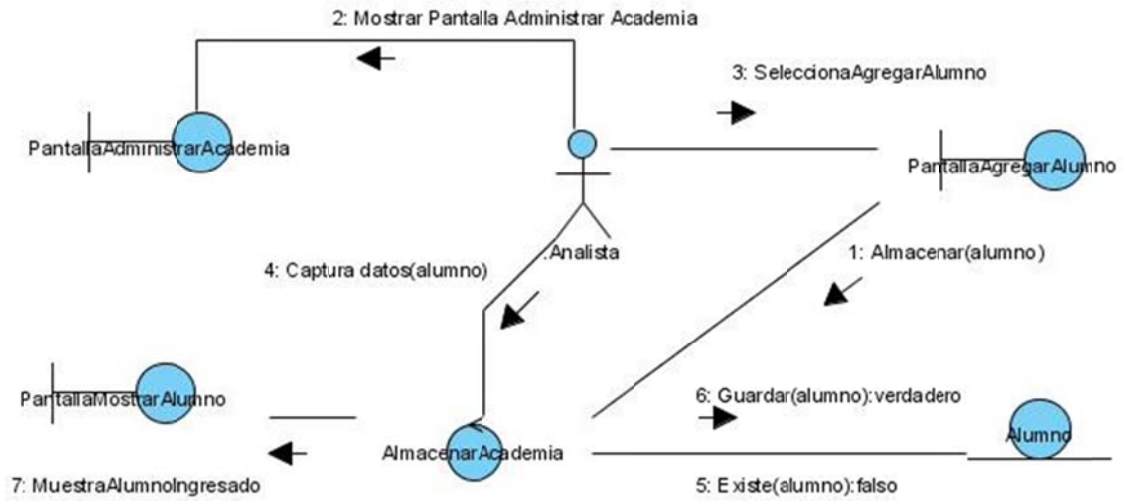 2: Mostrar Pantalla Administrar Academia
3: SeleccionaAgregarAlumno
PantallaAdministrarAcademia
PantallaAgregarAlumno
:Analista
1: Almacenar(alumno)
4: Captura datos(alumno)
PantallaMostrarAlumno
6: Guardar(alumno):verdadero
Alumno
AlmacenarAcademia
7: MuestraAlumnoIngresado
5: Existe(alumno):falso